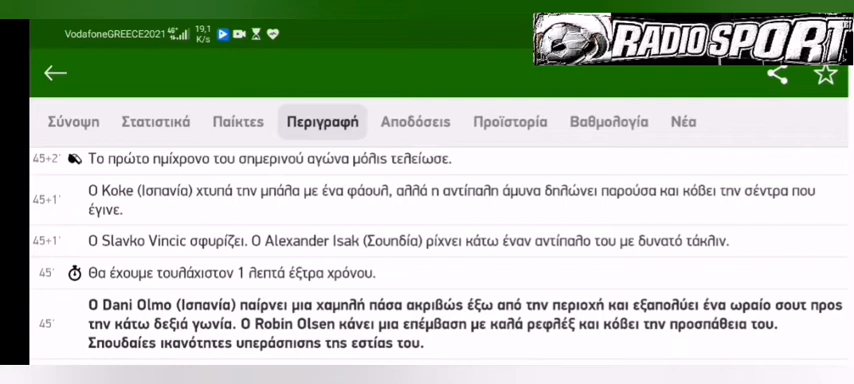 VodafoneGREECE2021 19,1 K/s
RADIO SPORT
Σύνοψη Στατιστικά Παίκτες Περιγραφή Αποδόσεις Προϊστορία Βαθμολογία Νέα
45+2' Το πρώτο ημίχρονο του σημερινού αγώνα μόλις τελείωσε.
45+1' Ο Koke (Ισπανία) χτυπά την μπάλα με ένα φάουλ, αλλά η αντίπαλη άμυνα δηλώνει παρούσα και κόβει την σέντρα που
έγινε.
45+1' Ο Slavko Vincic σφυρίζει. Ο Alexander Isak (Σουηδία) ρίχνει κάτω έναν αντίπαλο του με δυνατό τάκλιν.
45' Θα έχουμε τουλάχιστον 1 λεπτά έξτρα χρόνου.
Ο Dani Olmo (Ισπανία) παίρνει μια χαμηλή πάσα ακριβώς έξω από την περιοχή και εξαπολύει ένα ωραίο σουτ προς
45' την κάτω δεξιά γωνία. Ο Robin Olsen κάνει μια επέμβαση με καλά ρεφλέξ και κόβει την προσπάθεια του.
Σπουδαίες ικανότητες υπεράσπισης της εστίας του.